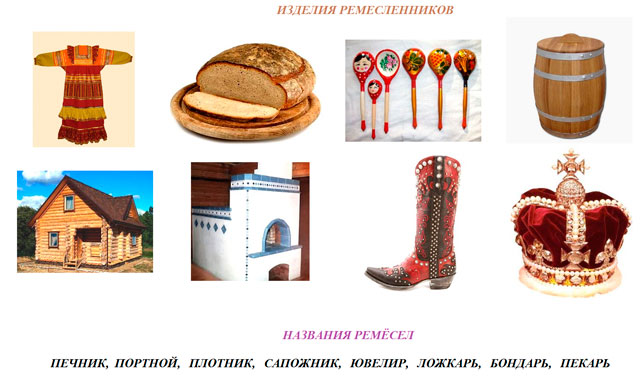 ИЗДЕЛИЯ РЕМЕСЛЕННИКОВ
НАЗВАНИЯ РЕМЁСЕЛ
ПЕЧНИК, ПОРТНОЙ, ПЛОТНИК, САПОЖНИК, ЮВЕЛИР, ЛОЖКАРЬ, БОНДАРЬ, ПЕКАРЬ